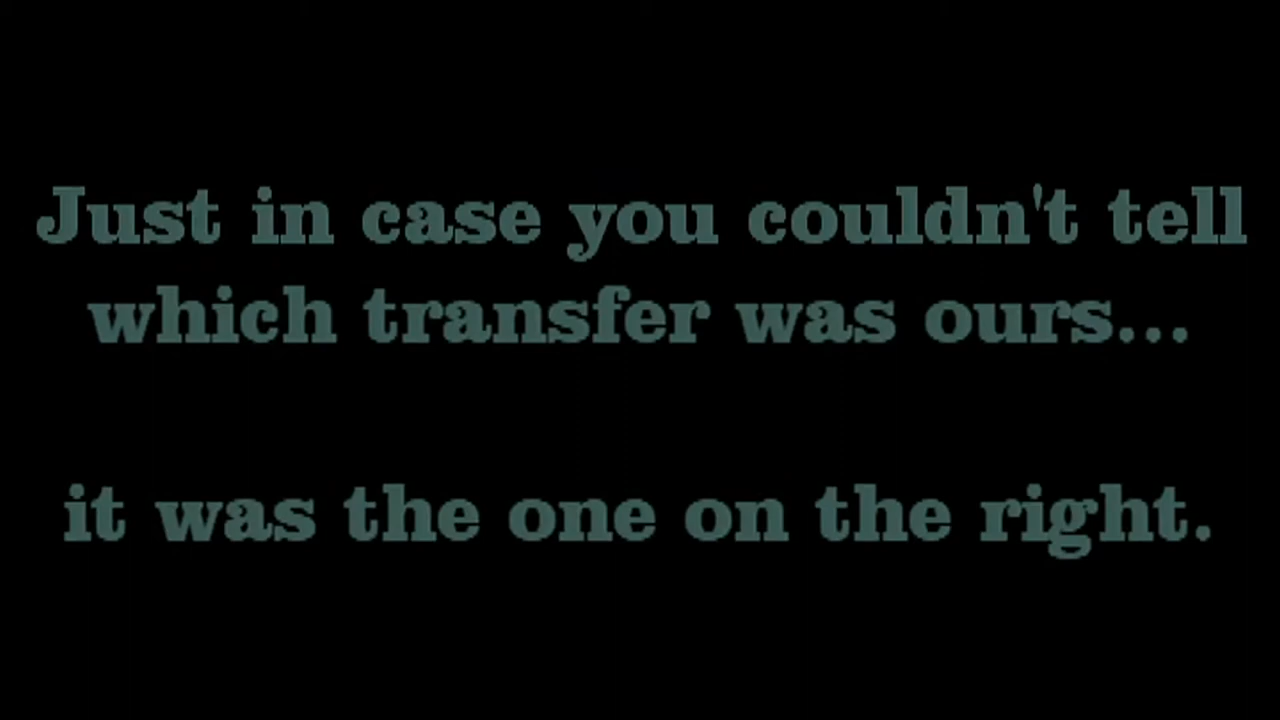 Just in case you couldn't tell
which transfer was ours...
it was the one on the right.